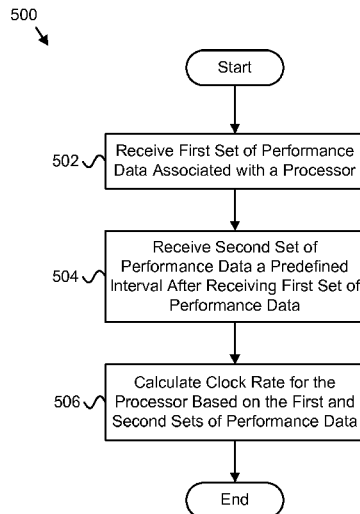 500
Start
502
Receive First Set of Performance
Data Associated with a Processor
504
Receive Second Set of
Performance Data a Predefined
Interval After Receiving First Set of
Performance Data
506
Calculate Clock Rate for the
Processor Based on the First and
Second Sets of Performance Data
End